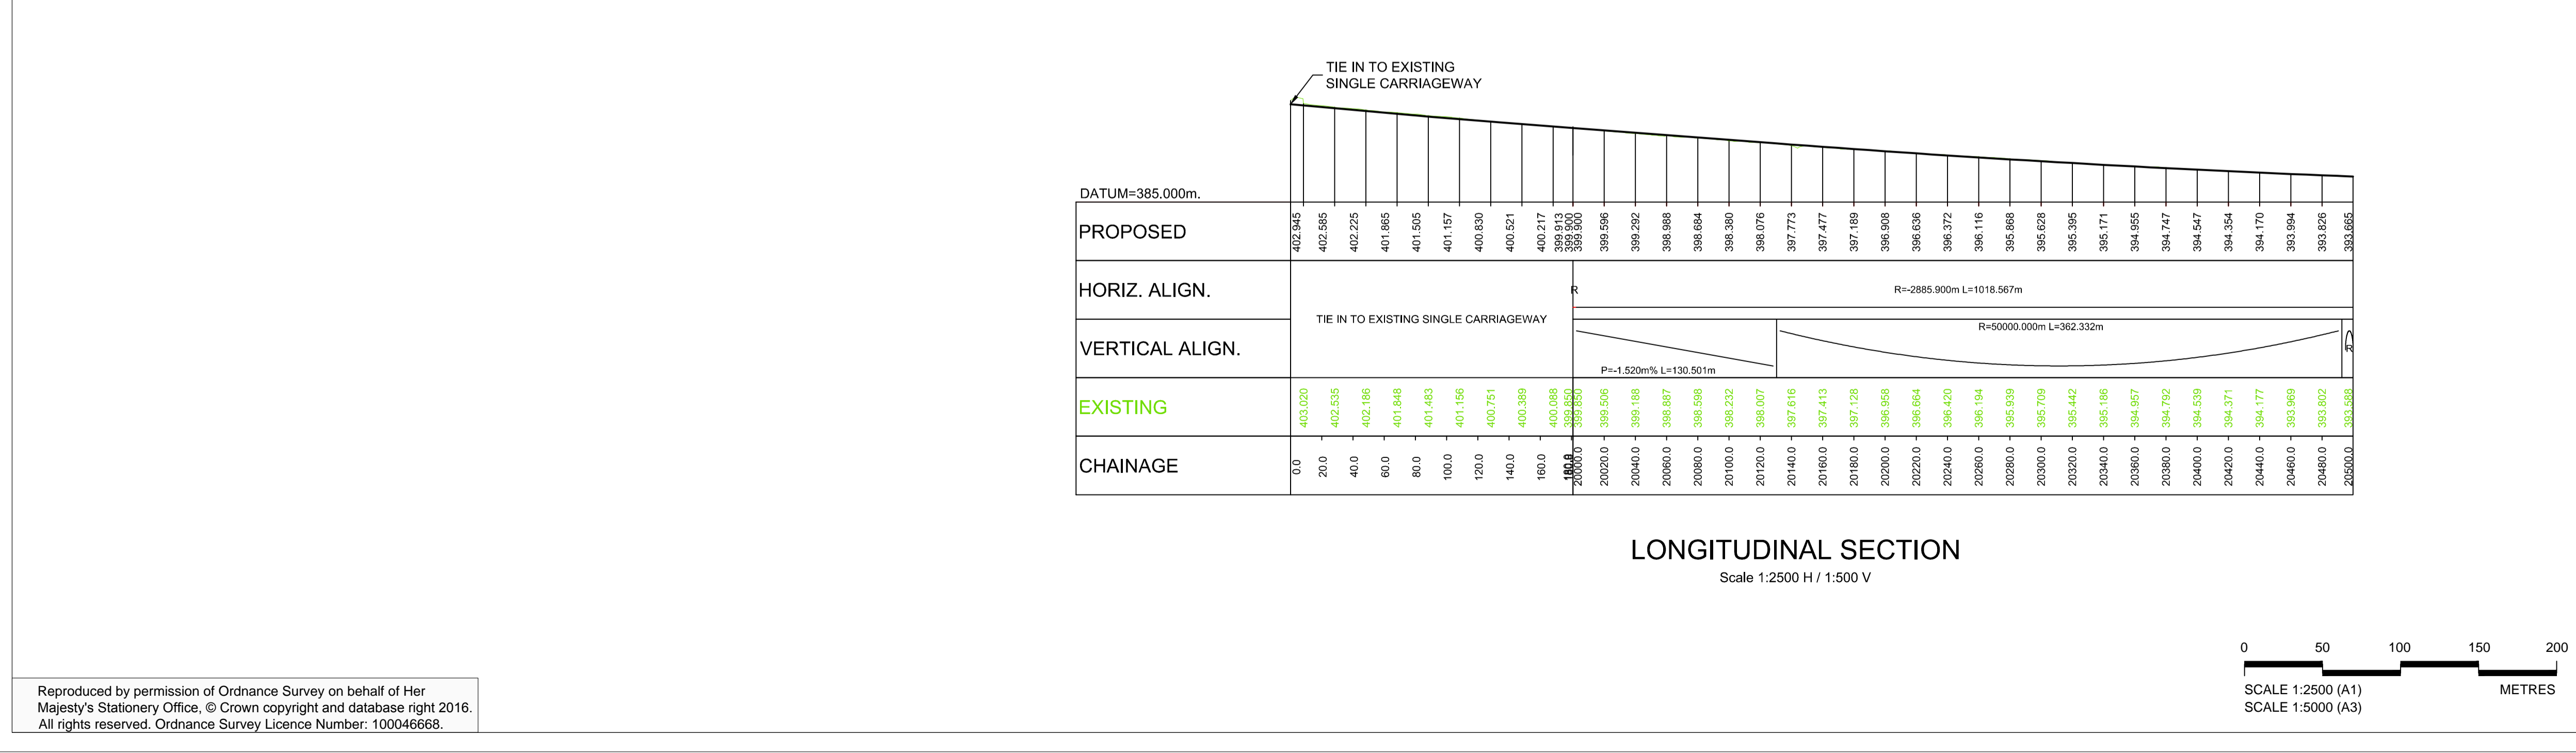 TIE IN TO EXISTING
SINGLE CARRIAGEWAY
DATUM=385.000m.
PROPOSED
402.945 402.585 402.225 401.865 401.505 401.157 400.830 400.521 400.217 399.913 399.900 399.900 399.596 399.292 398.988 398.684 398.380 398.076 397.773 397.477 397.189 396.908 396.636 396.372 396.116 395.868 395.628 395.395 395.171 394.955 394.747 394.547 394.354 394.170 393.994 393.826 393.665
HORIZ. ALIGN.
R
R=-2885.900m L=1018.567m
TIE IN TO EXISTING SINGLE CARRIAGEWAY
VERTICAL ALIGN.
P=-1.520m% L=130.501m
R=50000.000m L=362.332m
R
EXISTING
403.020 402.535 402.186 401.848 401.483 401.156 400.751 400.389 400.088 399.850 399.850 399.506 399.188 398.887 398.598 398.232 398.007 397.616 397.413 397.128 396.958 396.664 396.420 396.194 395.939 395.709 395.442 395.186 394.957 394.792 394.539 394.371 394.177 393.969 393.802 393.588
CHAINAGE
0.0 20.0 40.0 60.0 80.0 100.0 120.0 140.0 160.0 20000.0 20020.0 20040.0 20060.0 20080.0 20100.0 20120.0 20140.0 20160.0 20180.0 20200.0 20220.0 20240.0 20260.0 20280.0 20300.0 20320.0 20340.0 20360.0 20380.0 20400.0 20420.0 20440.0 20460.0 20480.0 20500.0
LONGITUDINAL SECTION
Scale 1:2500 H / 1:500 V
0 50 100 150 200
SCALE 1:2500 (A1) METRES
SCALE 1:5000 (A3)
Reproduced by permission of Ordnance Survey on behalf of Her
Majesty's Stationery Office, © Crown copyright and database right 2016.
All rights reserved. Ordnance Survey Licence Number: 100046668.